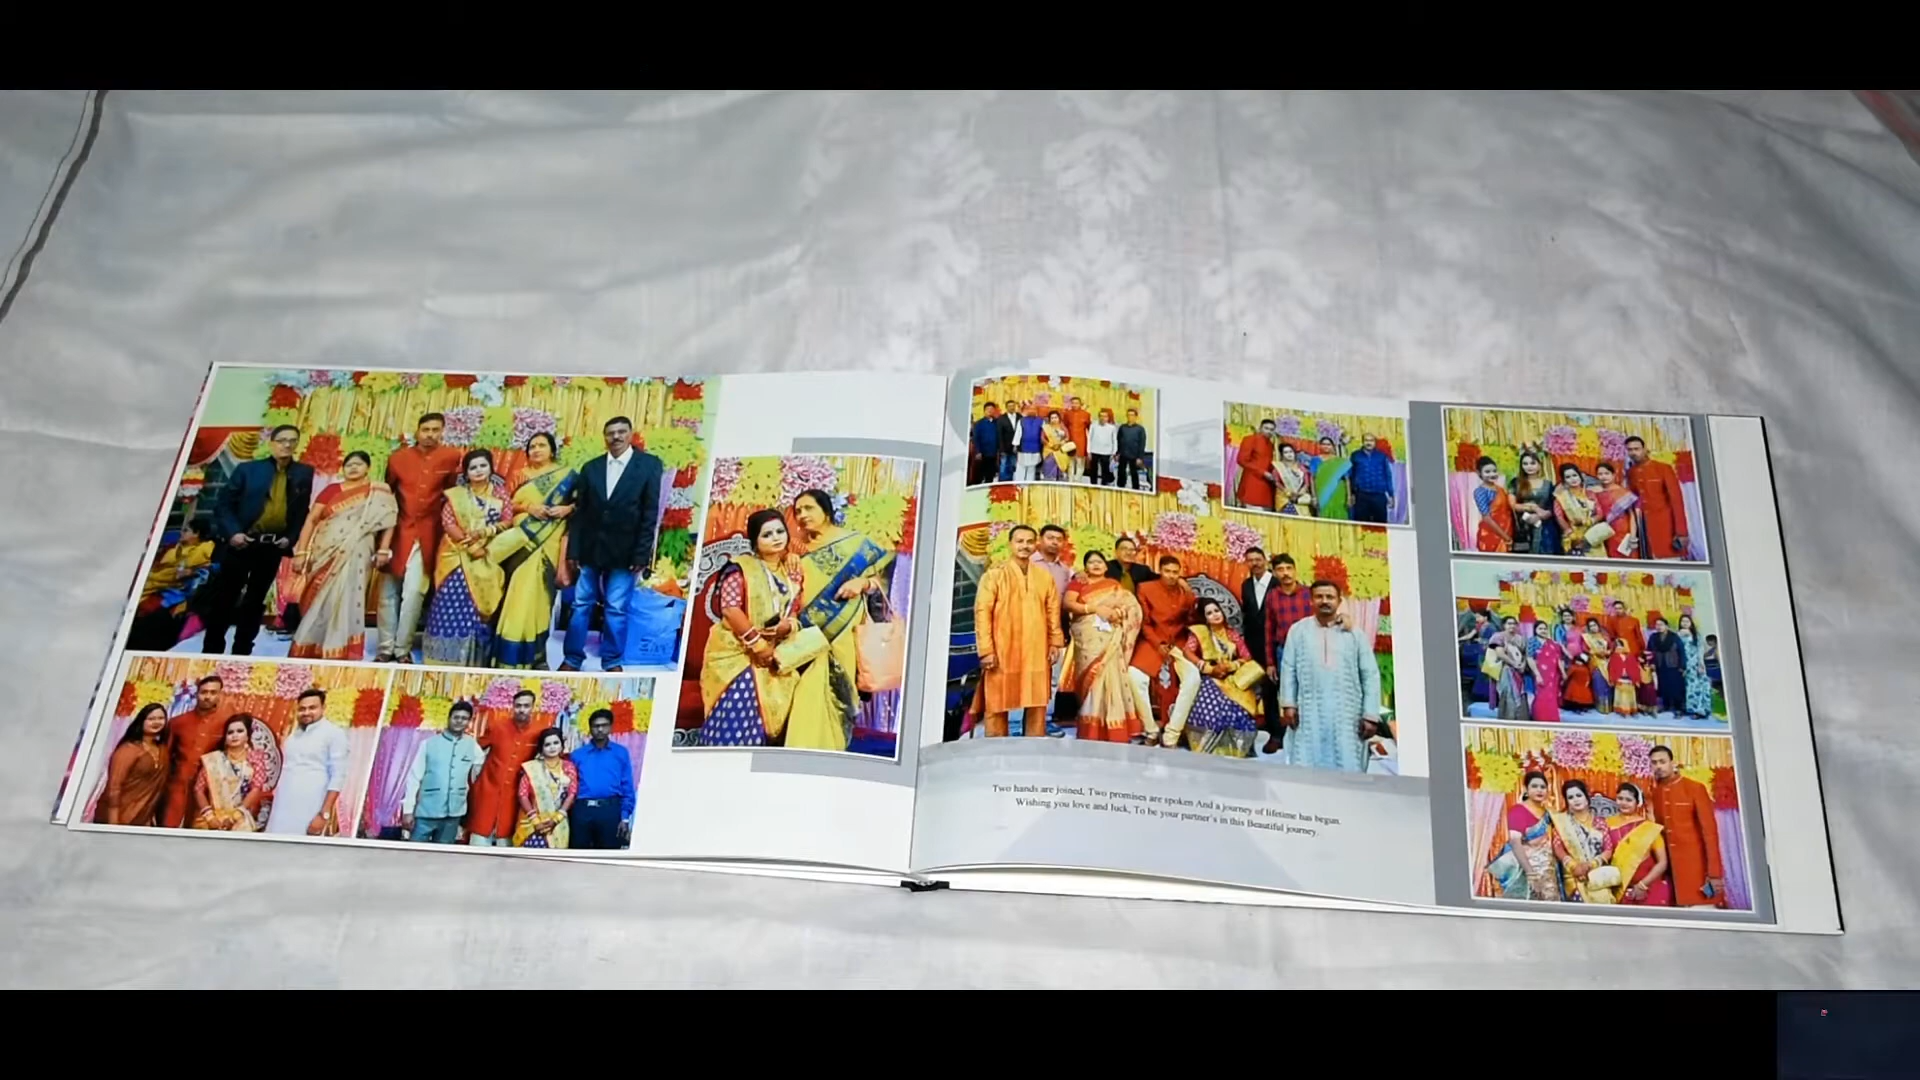 Two hands are joined, Two promises are spoken And a journey of lifetime has begun.
Wishing you love and luck, To be your partner's in this Beautiful journey.